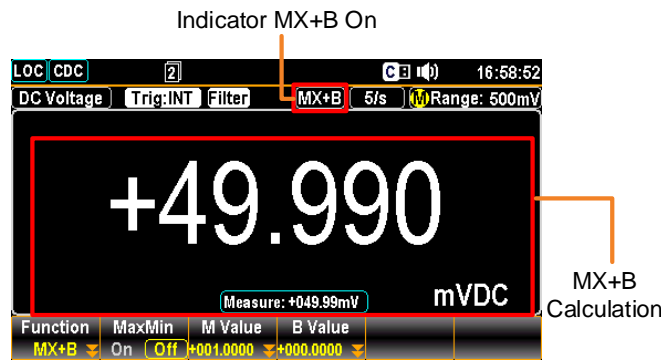 Indicator MX+B On
LOC CDC 2 C 16:58:52
DC Voltage Trig:INT Filter MX+B 5/s M Range: 500mV
+49.990
Measure: +049.99mV mVDC
MX+B
Calculation
Function MaxMin M Value B Value
MX+B On Off +001.0000 +000.0000